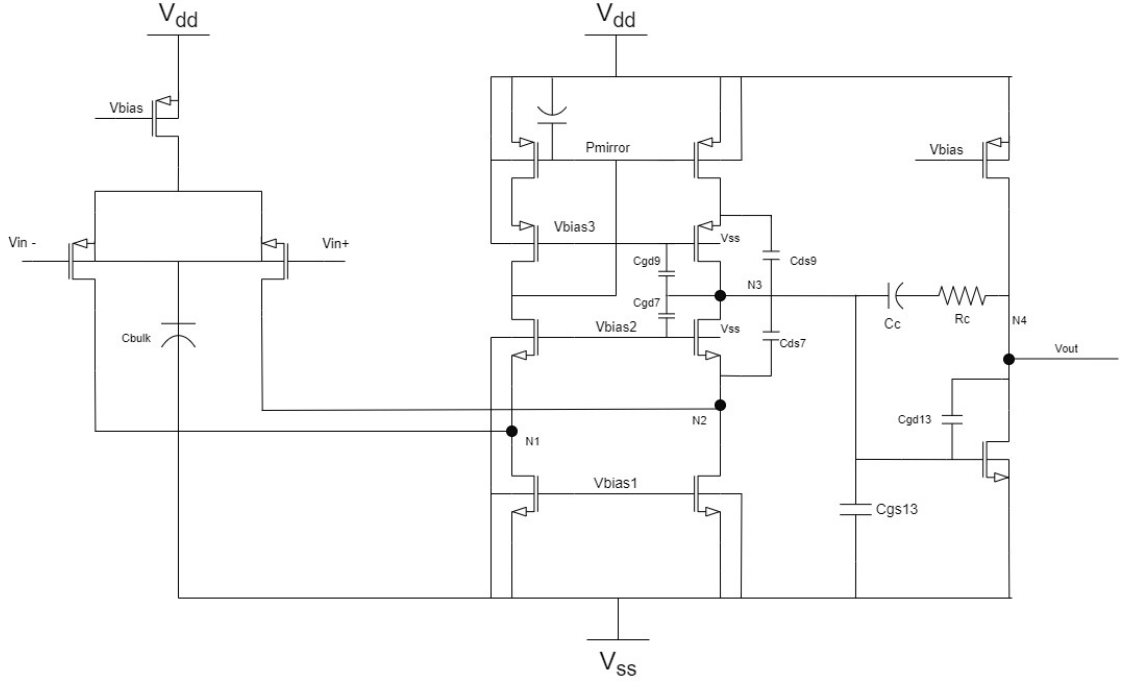 Vdd
Vdd
Vbias
Pmirror
Vbias
Vin -
Vin+
Vbias3
Vss
Cgd9
Cds9
N3
Cgd7
Vbias2
Vss
Cc
Rc
N4
Cbulk
Cds7
Vout
N2
Cgd13
N1
Vbias1
Cgs13
Vss